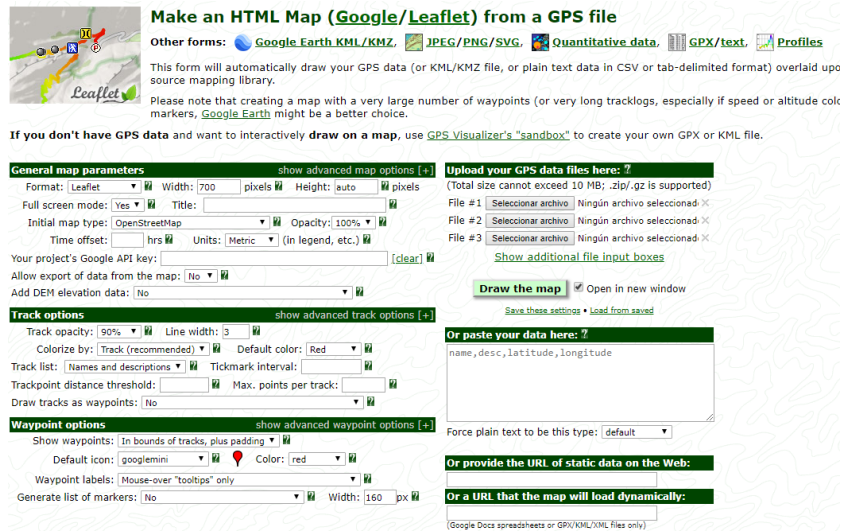 Leaflet
Make an HTML Map (Google/Leaflet) from a GPS file
Other forms: Google Earth KML/KMZ, JPEG/PNG/SVG, Quantitative data, GPX/text, Profiles
This form will automatically draw your GPS data (or KML/KMZ file, or plain text data in CSV or tab-delimited format) overlaid upo
source mapping library.
Please note that creating a map with a very large number of waypoints (or very long tracklogs, especially if speed or altitude colo
markers, Google Earth might be a better choice.
If you don't have GPS data and want to interactively draw on a map, use GPS Visualizer's "sandbox" to create your own GPX or KML file.
General map parameters show advanced map options [+]
Format: Leaflet ? Width: 700 pixels ? Height: auto ? pixels
Full screen mode: Yes ? Title: ?
Initial map type: OpenStreetMap ? Opacity: 100% ?
Time offset: hrs ? Units: Metric (in legend, etc.) ?
Your project's Google API key: [clear] ?
Allow export of data from the map: No ?
Add DEM elevation data: No ?
Track options show advanced track options [+]
Track opacity: 90% ? Line width: 3 ?
Colorize by: Track (recommended) ? Default color: Red ?
Track list: Names and descriptions ? Tickmark interval: ?
Trackpoint distance threshold: ? Max. points per track: ?
Draw tracks as waypoints: No ?
Waypoint options show advanced waypoint options [+]
Show waypoints: In bounds of tracks, plus padding ?
Default icon: googlemini ? Color: red ?
Waypoint labels: Mouse-over "tooltips" only ?
Generate list of markers: No ? Width: 160 px ?
Upload your GPS data files here: ?
(Total size cannot exceed 10 MB; .zip/.gz is supported)
File #1 Seleccionar archivo Ningún archivo seleccionad
File #2 Seleccionar archivo Ningún archivo seleccionad
File #3 Seleccionar archivo Ningún archivo seleccionad
Show additional file input boxes
Draw the map Open in new window
Save these settings • Load from saved
Or paste your data here: ?
name,desc,latitude,longitude
Force plain text to be this type: default
Or provide the URL of static data on the Web:
Or a URL that the map will load dynamically:
(Google Docs spreadsheets or GPX/KML/XML files only)